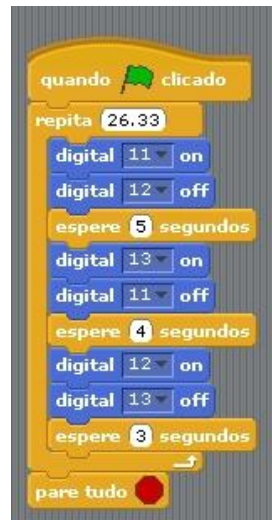 quando clicado
repita 26.33
digital 11 on
digital 12 off
espere 5 segundos
digital 13 on
digital 11 off
espere 4 segundos
digital 12 on
digital 13 off
espere 3 segundos
pare tudo